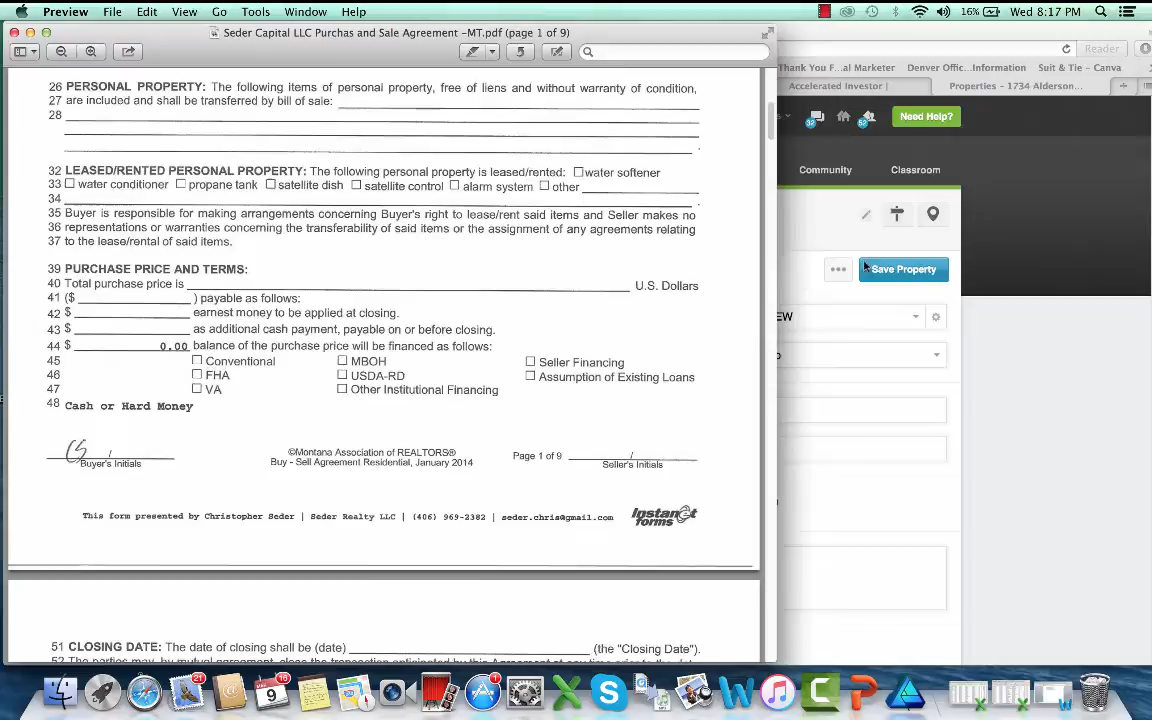 Preview File Edit View Go Tools Window Help 16% Wed 8:17 PM
Seder Capital LLC Purchas and Sale Agreement –MT.pdf (page 1 of 9)
Reader
Thank You F...al Marketer Denver Offic...Information Suit & Tie – Canva
Accelerated Investor | Properties – 1734 Alderson...
32 52 Need Help?
Community Classroom
Save Property
EW
26 PERSONAL PROPERTY: The following items of personal property, free of liens and without warranty of condition,
27 are included and shall be transferred by bill of sale:
28
32 LEASED/RENTED PERSONAL PROPERTY: The following personal property is leased/rented: water softener
33 water conditioner propane tank satellite dish satellite control alarm system other
34
35 Buyer is responsible for making arrangements concerning Buyer's right to lease/rent said items and Seller makes no
36 representations or warranties concerning the transferability of said items or the assignment of any agreements relating
37 to the lease/rental of said items.
39 PURCHASE PRICE AND TERMS:
40 Total purchase price is U.S. Dollars
41 ($ ) payable as follows:
42 $ earnest money to be applied at closing.
43 $ as additional cash payment, payable on or before closing.
44 $ 0.00 balance of the purchase price will be financed as follows:
45 Conventional MBOH Seller Financing
46 FHA USDA-RD Assumption of Existing Loans
47 VA Other Institutional Financing
48 Cash or Hard Money
CS /
Buyer's Initials
©Montana Association of REALTORS®
Buy - Sell Agreement Residential, January 2014
Page 1 of 9
/
Seller's Initials
This form presented by Christopher Seder | Seder Realty LLC | (406) 969-2382 | seder.chris@gmail.com
Instanet forms
51 CLOSING DATE: The date of closing shall be (date) (the "Closing Date").
21 16 9 1